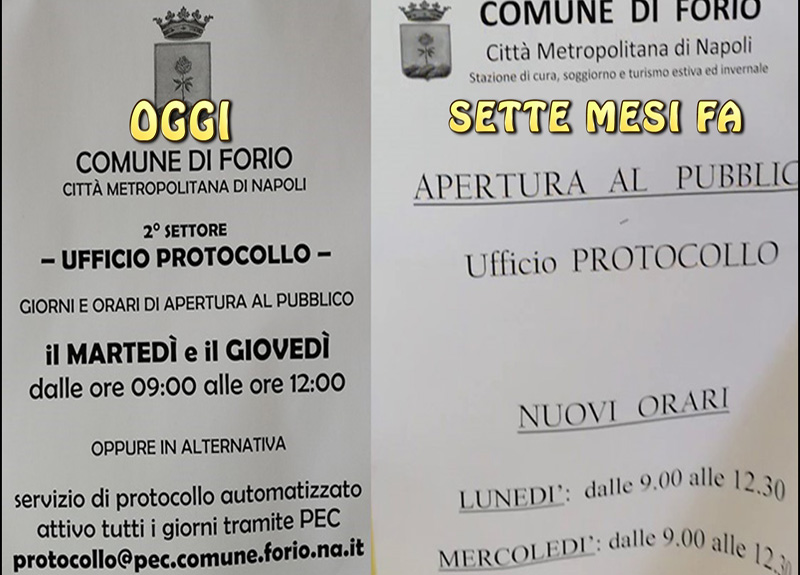 OGGI
COMUNE DI FORIO
CITTÀ METROPOLITANA DI NAPOLI
2° SETTORE
– UFFICIO PROTOCOLLO –
GIORNI E ORARI DI APERTURA AL PUBBLICO
il MARTEDÌ e il GIOVEDÌ
dalle ore 09:00 alle ore 12:00
OPPURE IN ALTERNATIVA
servizio di protocollo automatizzato
attivo tutti i giorni tramite PEC
protocollo@pec.comune.forio.na.it
COMUNE DI FORIO
Città Metropolitana di Napoli
Stazione di cura, soggiorno e turismo estiva ed invernale
SETTE MESI FA
APERTURA AL PUBBLIC
Ufficio PROTOCOLLO
NUOVI ORARI
LUNEDI': dalle 9.00 alle 12.30
MERCOLEDI': dalle 9.00 alle 12.30